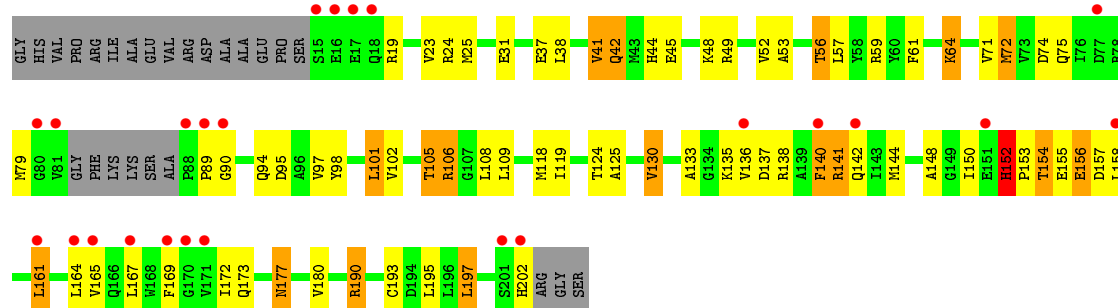 GLY HIS VAL PRO ARG ILE ALA GLU VAL ARG ASP ALA ALA GLU PRO SER S15 E16 E17 Q18 R19 V23 R24 M25 E31 E37 L38 V41 Q42 M43 H44 E45 K48 R49 V52 A53 T56 L57 Y58 R59 Y60 F61 K64 V71 M72 V73 D74 Q75 I76 D77 R78
M79 G80 V81 GLY PHE LYS LYS SER ALA P88 P89 G90 Q94 D95 A96 V97 Y98 L101 V102 T105 R106 G107 L108 L109 M118 I119 T124 A125 V130 A133 G134 K135 V136 D137 R138 A139 F140 R141 Q142 I143 M144 A148 G149 I150 E151 H152 P153 T154 E155 E156 D157 L158
L161 L164 V165 Q166 L167 W168 F169 G170 V171 I172 Q173 N177 V180 R190 C193 D194 L195 L196 L197 S201 H202 ARG GLY SER